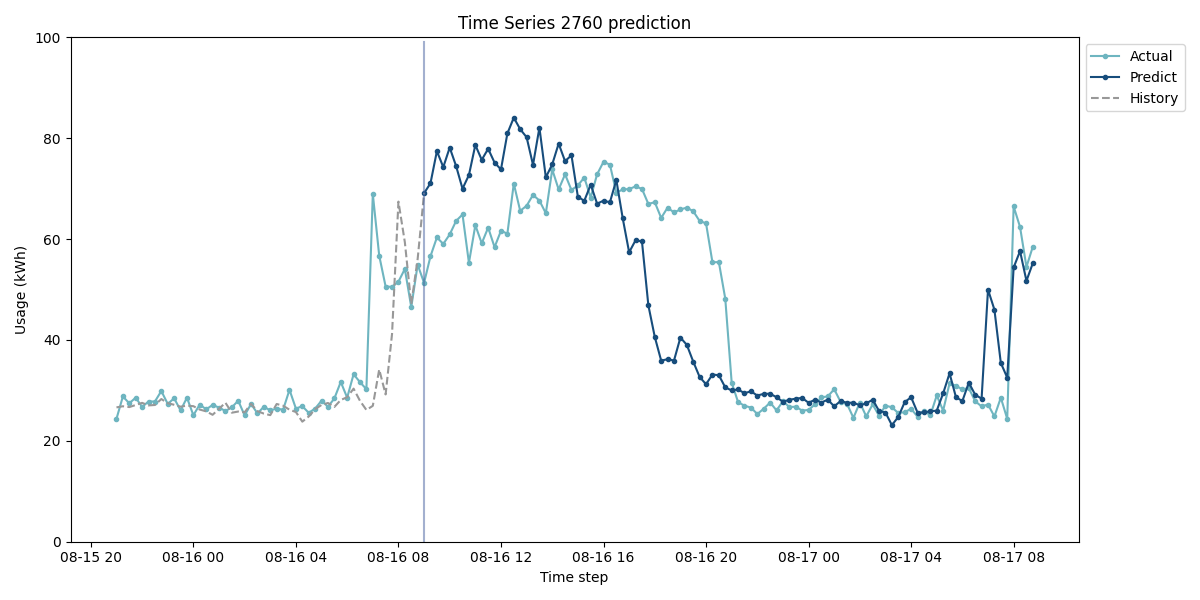 Time Series 2760 prediction
100
80
60
40
20
0
Usage (kWh)
08-15 20
08-16 00
08-16 04
08-16 08
08-16 12
08-16 16
08-16 20
08-17 00
08-17 04
08-17 08
Time step
Actual
Predict
History